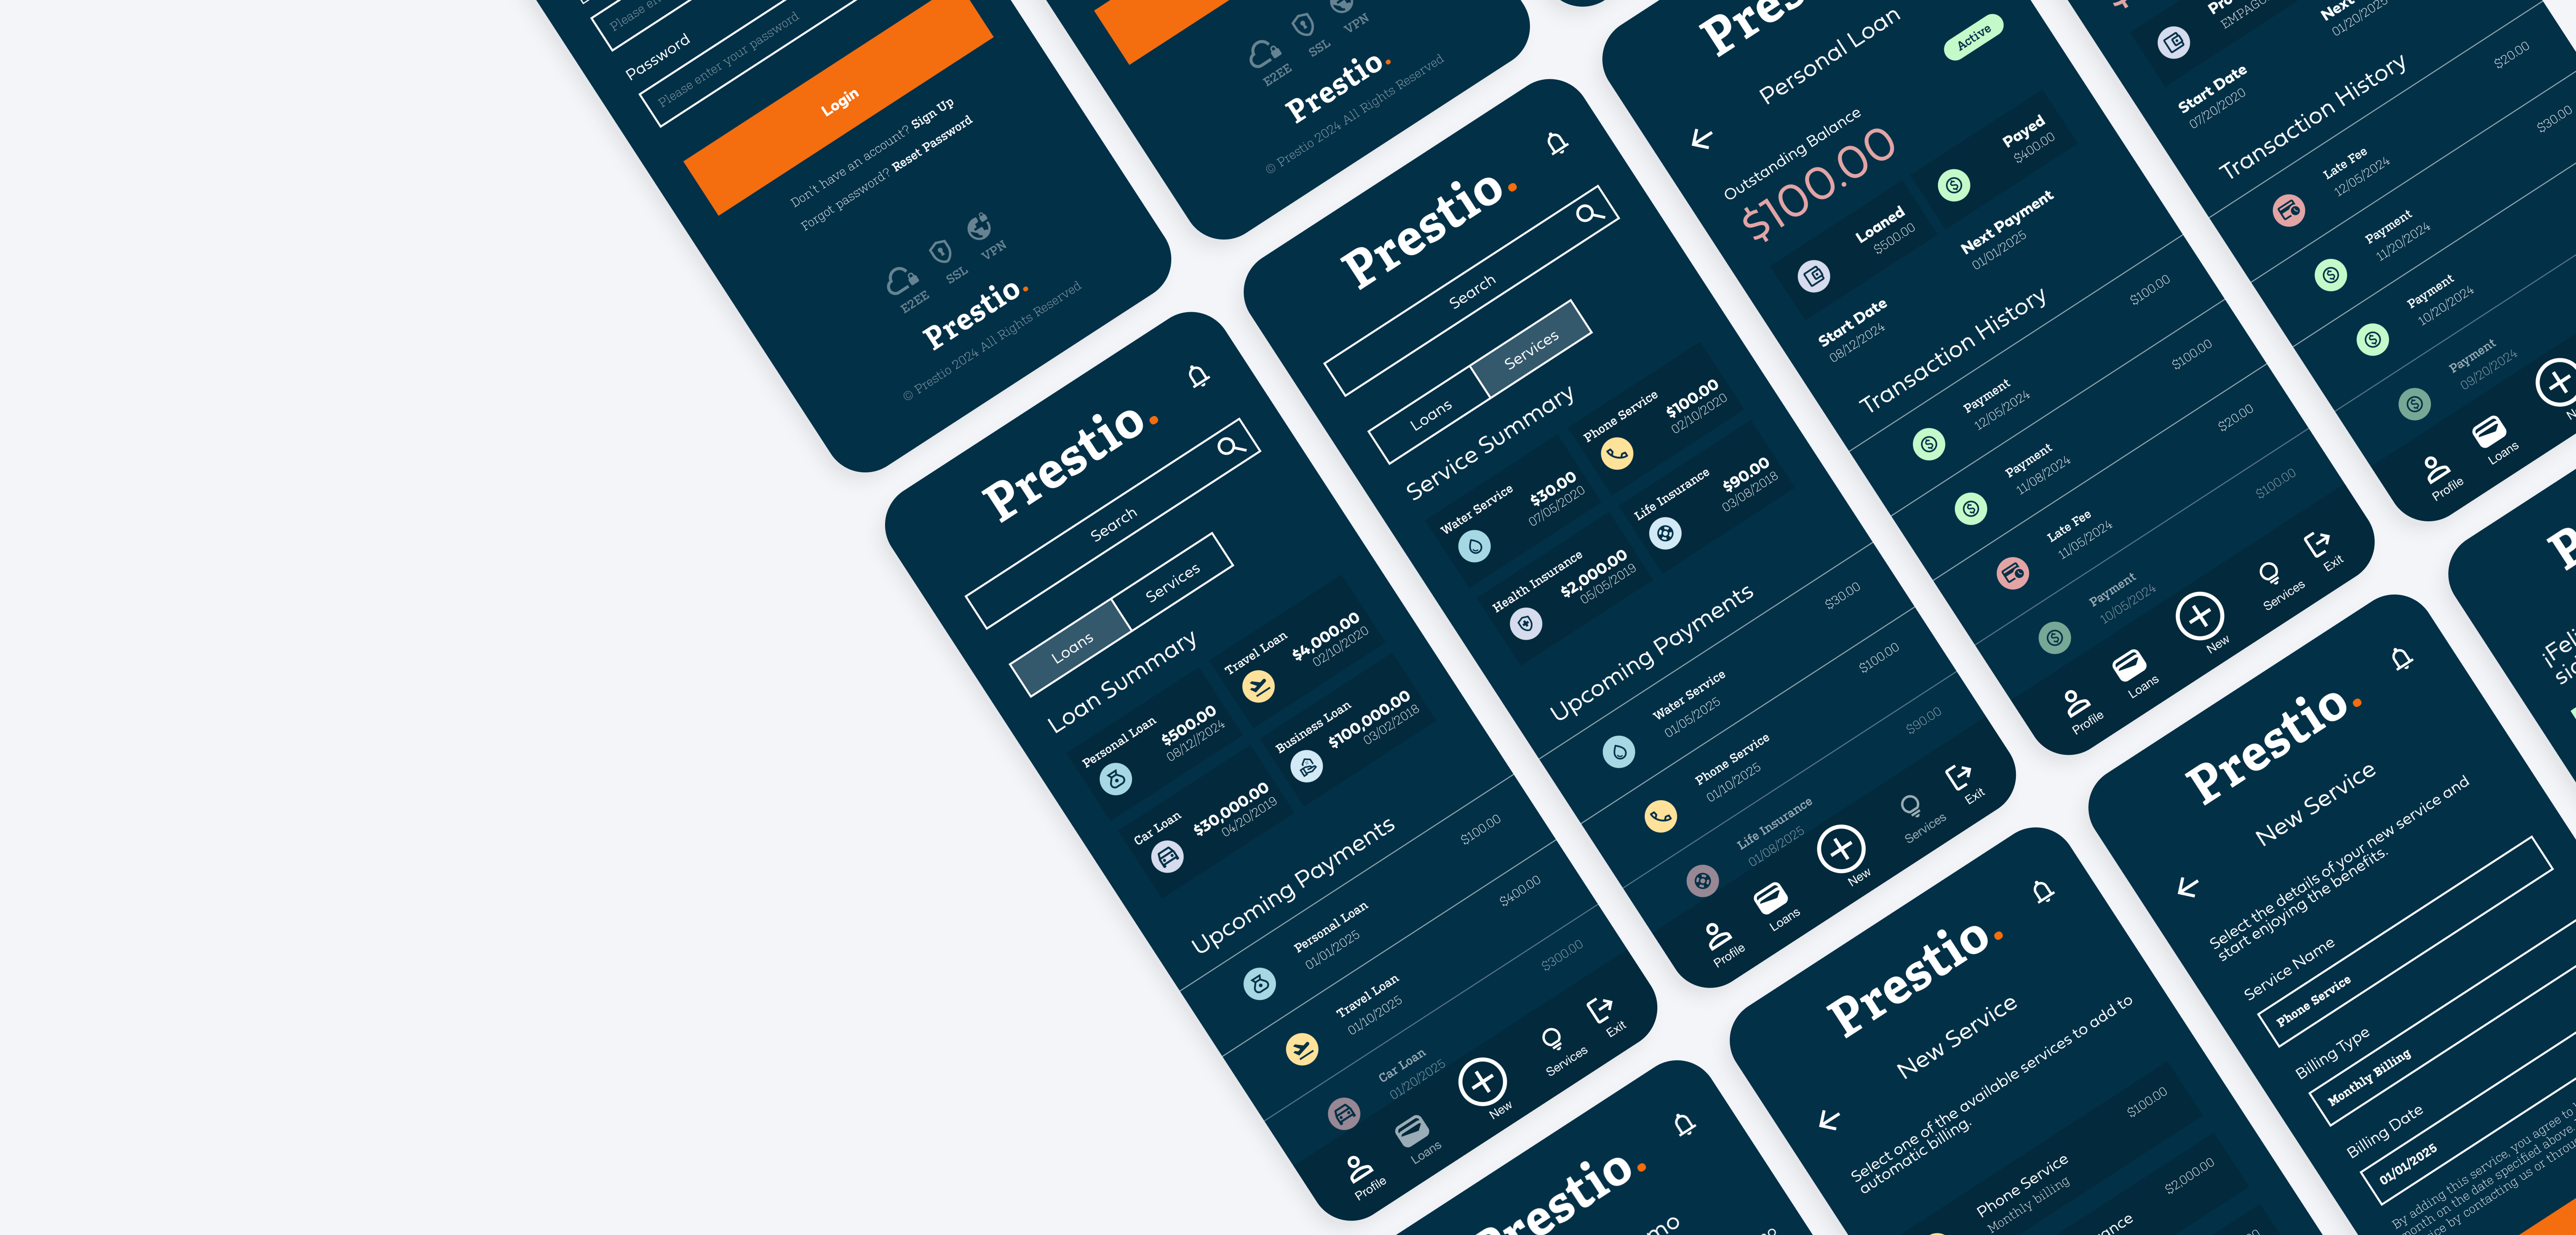 Password
Please enter your password
Login
Don't have an account? Sign Up
Forgot password? Reset Password
E2EE
SSL
VPN
Prestio.
© Prestio 2024 All Rights Reserved
E2EE
SSL
VPN
Prestio.
© Prestio 2024 All Rights Reserved
Prestio.
Search
Loans
Services
Loan Summary
Personal Loan
$500.00
08/12//2024
Travel Loan
$4,000.00
02/10/2020
Car Loan
$30,000.00
04/20/2019
Business Loan
$100,000.00
03/02/2018
Upcoming Payments
Personal Loan
01/01/2025
$100.00
Travel Loan
01/10/2025
$400.00
Car Loan
01/20/2025
$300.00
Profile
Loans
New
Services
Exit
Prestio.
Search
Loans
Services
Service Summary
Water Service
$30.00
07/05/2020
Phone Service
$100.00
02/10/2020
Health Insurance
$2,000.00
05/05/2019
Life Insurance
$90.00
03/08/2018
Upcoming Payments
Water Service
01/05/2025
$30.00
Phone Service
01/10/2025
$100.00
Life Insurance
01/08/2025
$90.00
Profile
Loans
New
Services
Exit
Personal Loan
Active
Outstanding Balance
$100.00
Loaned
$500.00
Payed
$400.00
Start Date
08/12/2024
Next Payment
01/01/2025
Transaction History
Payment
12/05/2024
$100.00
Payment
11/08/2024
$100.00
Late Fee
11/05/2024
$20.00
Payment
10/05/2024
$100.00
Profile
Loans
New
Services
Exit
Start Date
07/20/2020
Next
01/20/2025
Transaction History
Late Fee
12/05/2024
$20.00
Payment
11/20/2024
$30.00
Payment
10/20/2024
Payment
09/20/2024
Profile
Loans
Prestio.
Prestio.
New Service
Select one of the available services to add to
automatic billing.
Phone Service
Monthly billing
$100.00
$2,000.00
Prestio.
New Service
Select the details of your new service and
start enjoying the benefits.
Service Name
Phone Service
Billing Type
Monthly Billing
Billing Date
01/01/2025
By adding this service, you agree to
month on the date specified above.
by contacting us or